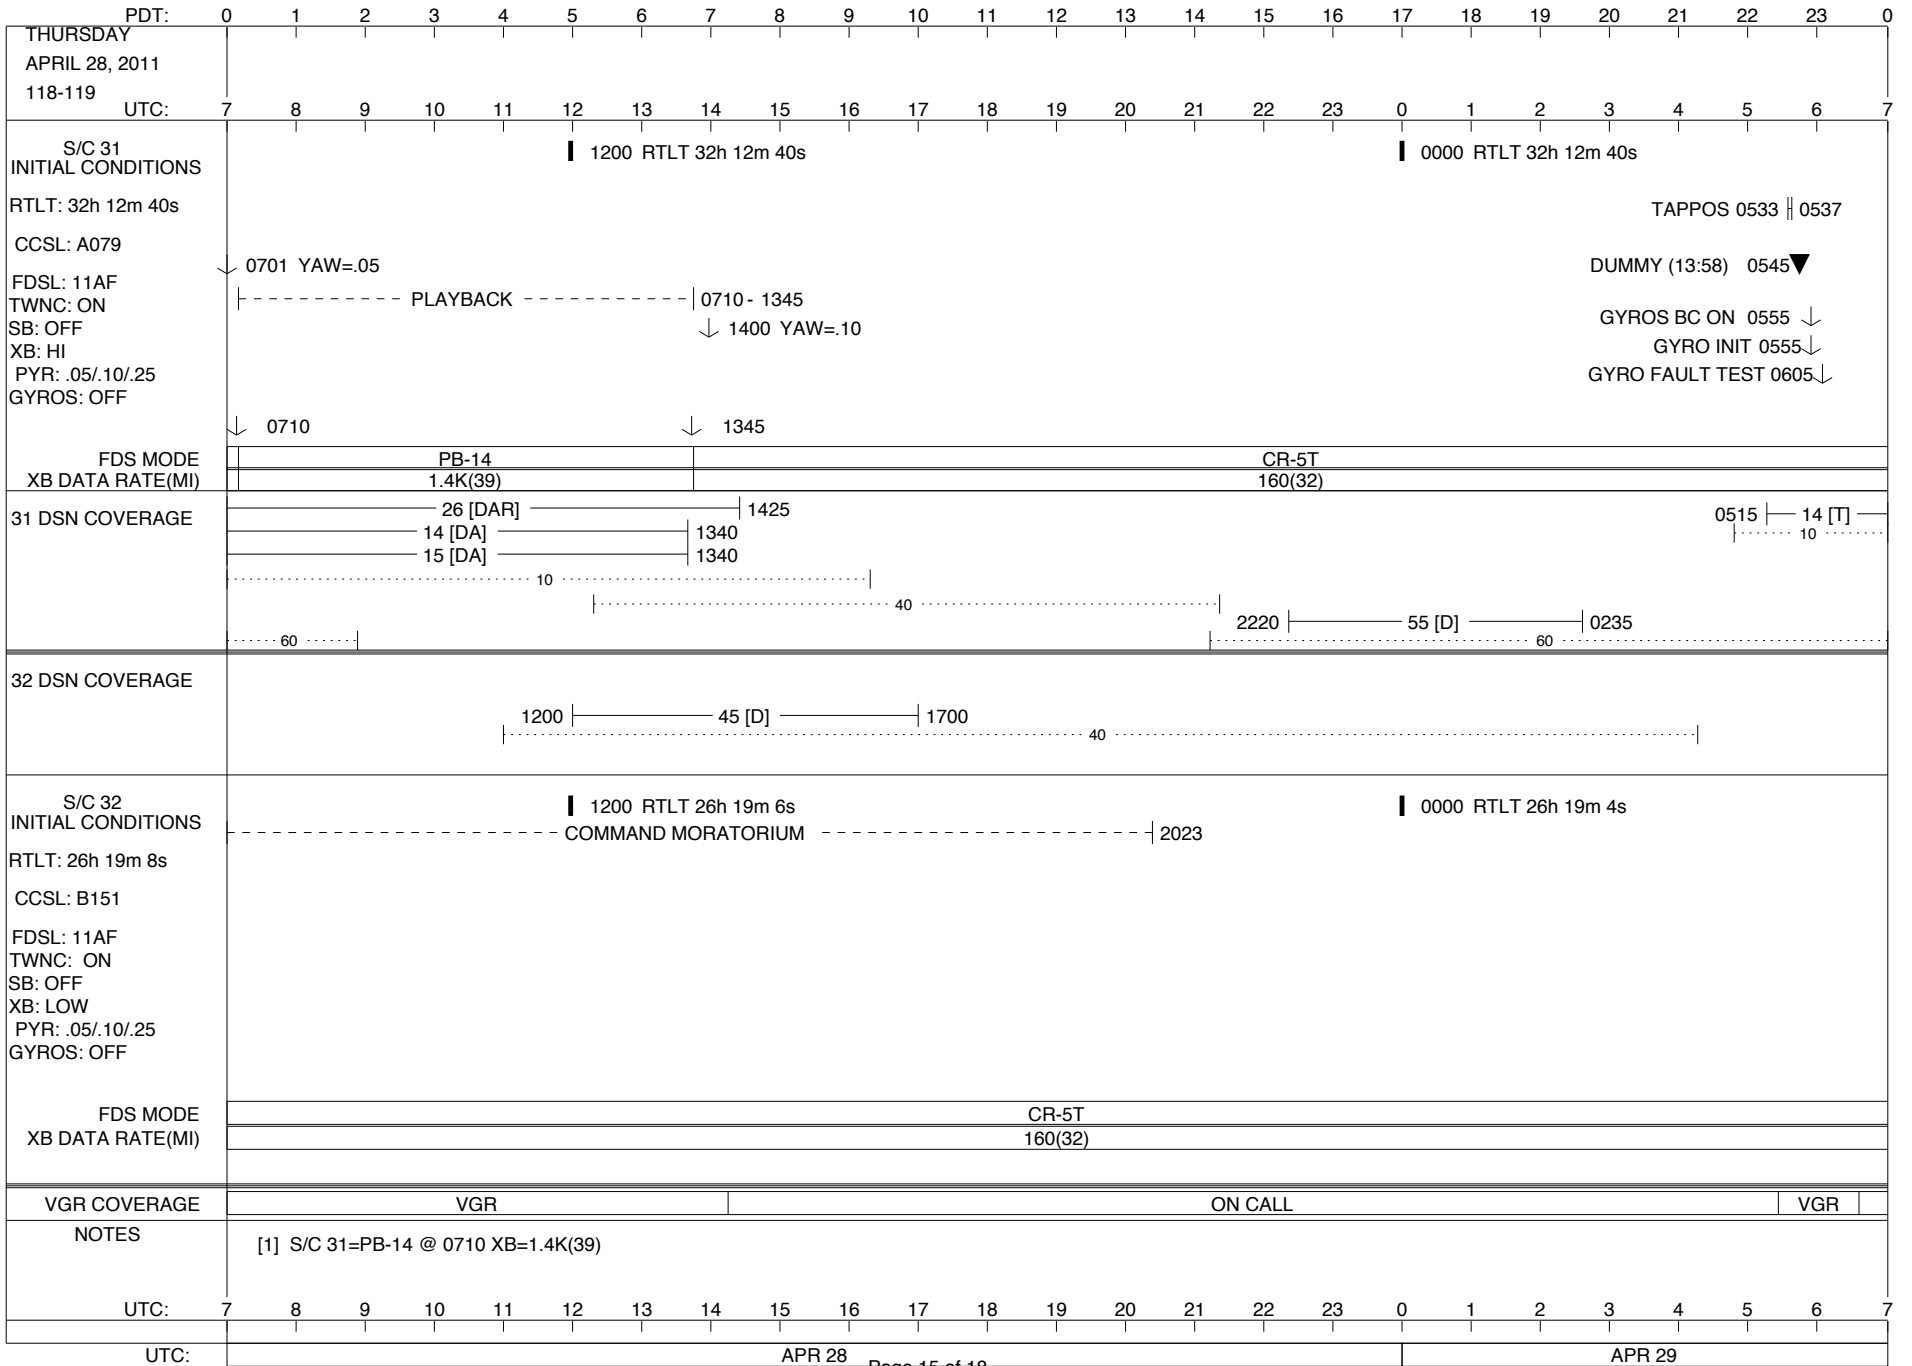 PDT: 0 1 2 3 4 5 6 7 8 9 10 11 12 13 14 15 16 17 18 19 20 21 22 23 0
THURSDAY
APRIL 28, 2011
118-119
UTC: 7 8 9 10 11 12 13 14 15 16 17 18 19 20 21 22 23 0 1 2 3 4 5 6 7
S/C 31
INITIAL CONDITIONS
1200 RTLT 32h 12m 40s
0000 RTLT 32h 12m 40s
RTLT: 32h 12m 40s
TAPPOS 0533 0537
CCSL: A079
0701 YAW=.05
DUMMY (13:58) 0545
FDSL: 11AF
TWNC: ON
PLAYBACK 0710 - 1345
SB: OFF
1400 YAW=.10
GYROS BC ON 0555
XB: HI
GYRO INIT 0555
PYR: .05/.10/.25
GYRO FAULT TEST 0605
GYROS: OFF
0710 1345
FDS MODE PB-14 CR-5T
XB DATA RATE(MI) 1.4K(39) 160(32)
31 DSN COVERAGE
26 [DAR] 1425
0515 14 [T]
14 [DA] 1340
10
15 [DA] 1340
10
40
2220 55 [D] 0235
60 60
32 DSN COVERAGE
1200 45 [D] 1700
40
S/C 32
INITIAL CONDITIONS
1200 RTLT 26h 19m 6s
0000 RTLT 26h 19m 4s
COMMAND MORATORIUM 2023
RTLT: 26h 19m 8s
CCSL: B151
FDSL: 11AF
TWNC: ON
SB: OFF
XB: LOW
PYR: .05/.10/.25
GYROS: OFF
FDS MODE CR-5T
XB DATA RATE(MI) 160(32)
VGR COVERAGE VGR ON CALL VGR
NOTES
[1] S/C 31=PB-14 @ 0710 XB=1.4K(39)
UTC: 7 8 9 10 11 12 13 14 15 16 17 18 19 20 21 22 23 0 1 2 3 4 5 6 7
UTC: APR 28 APR 29
Page 15 of 18